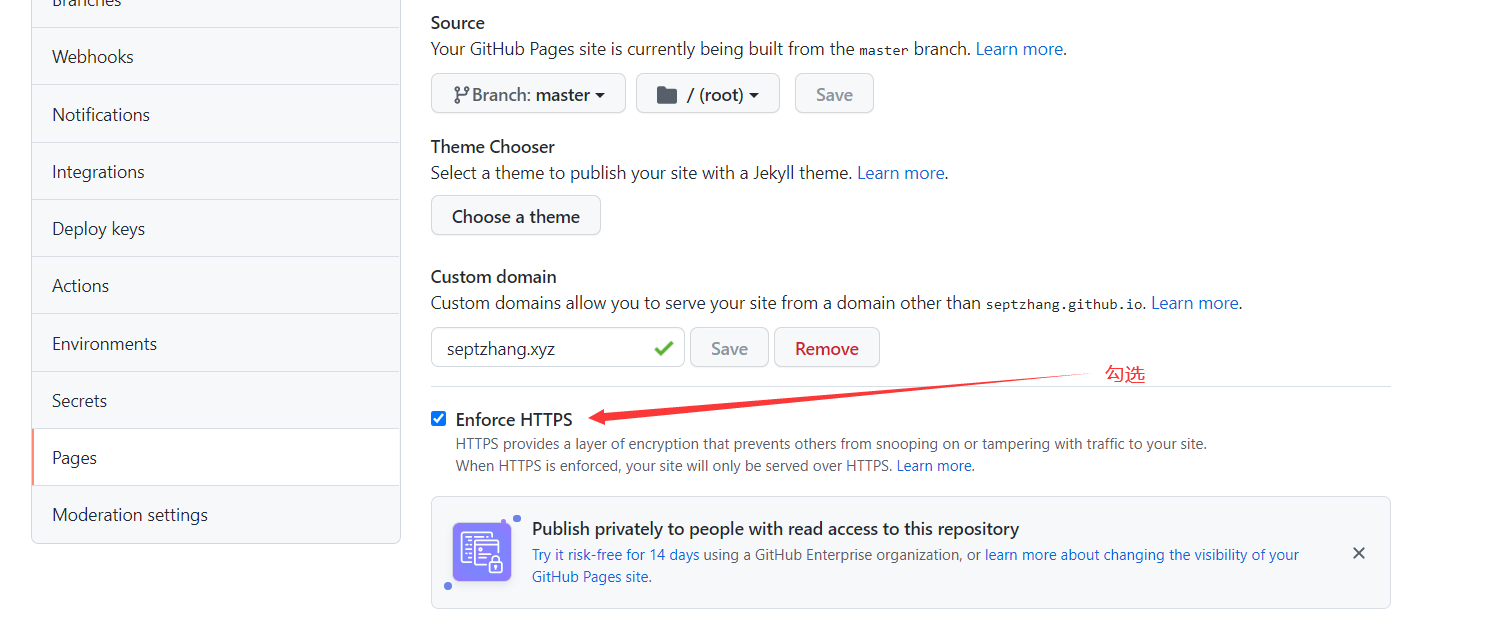 Branches
Webhooks
Notifications
Integrations
Deploy keys
Actions
Environments
Secrets
Pages
Moderation settings
Source
Your GitHub Pages site is currently being built from the master branch. Learn more.
Branch: master
/ (root)
Save
Theme Chooser
Select a theme to publish your site with a Jekyll theme. Learn more.
Choose a theme
Custom domain
Custom domains allow you to serve your site from a domain other than septzhang.github.io. Learn more.
septzhang.xyz
Save
Remove
勾选
Enforce HTTPS
HTTPS provides a layer of encryption that prevents others from snooping on or tampering with traffic to your site.
When HTTPS is enforced, your site will only be served over HTTPS. Learn more.
Publish privately to people with read access to this repository
Try it risk-free for 14 days using a GitHub Enterprise organization, or learn more about changing the visibility of your
GitHub Pages site.